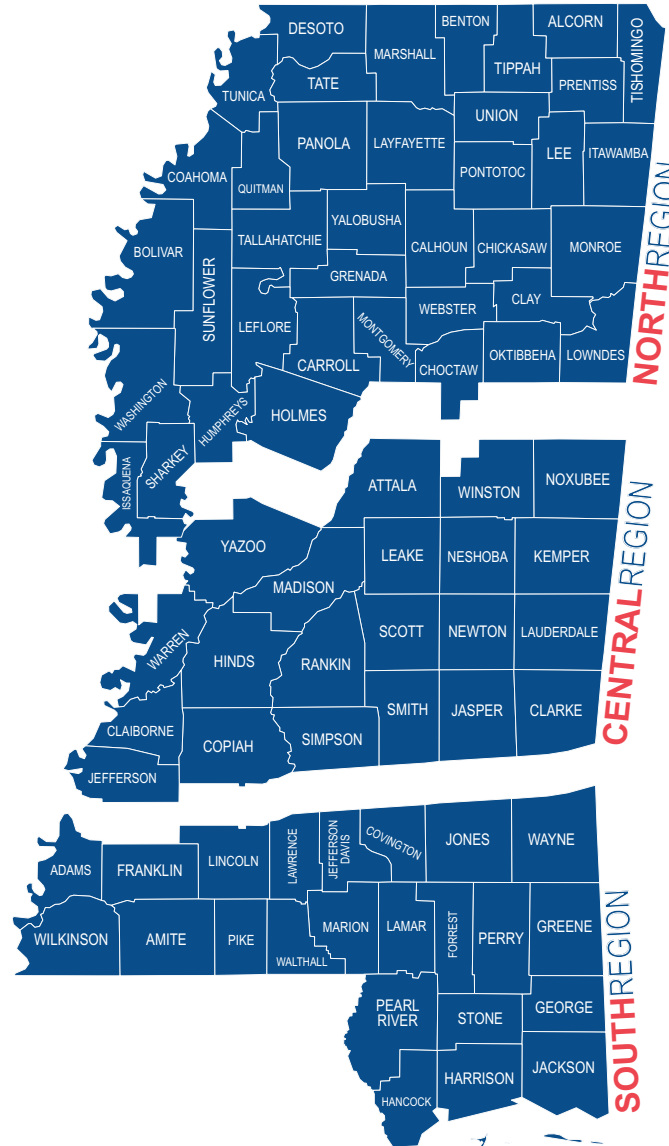 DESOTO
BENTON
ALCORN
MARSHALL
TIPPAH
TISHOMINGO
TATE
PRENTISS
TUNICA
UNION
PANOLA
LAYFAYETTE
LEE
ITAWAMBA
COAHOMA
QUITMAN
PONTOTOC
YALOBUSHA
TALLAHATCHIE
CALHOUN
CHICKASAW
MONROE
BOLIVAR
SUNFLOWER
GRENADA
CLAY
WEBSTER
LEFLORE
MONTGOMERY
OKTIBBEHA
LOWNDES
CARROLL
CHOCTAW
WASHINGTON
HUMPHREYS
HOLMES
ISSAQUENA
SHARKEY
NORTHREGION
ATTALA
WINSTON
NOXUBEE
YAZOO
LEAKE
NESHOBA
KEMPER
MADISON
WARREN
SCOTT
NEWTON
LAUDERDALE
HINDS
RANKIN
SMITH
JASPER
CLARKE
CLAIBORNE
COPIAH
SIMPSON
JEFFERSON
CENTRALREGION
ADAMS
FRANKLIN
LINCOLN
LAWRENCE
JEFFERSON
DAVIS
COVINGTON
JONES
WAYNE
WILKINSON
AMITE
PIKE
WALTHALL
MARION
LAMAR
FORREST
PERRY
GREENE
PEARL
RIVER
STONE
GEORGE
HANCOCK
HARRISON
JACKSON
SOUTHREGION